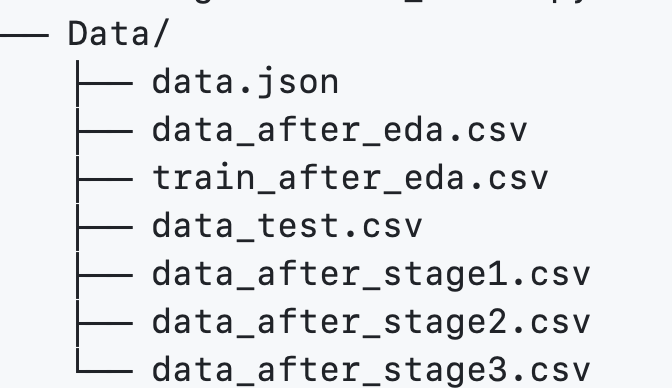 ── Data/
├── data.json
├── data_after_eda.csv
├── train_after_eda.csv
├── data_test.csv
├── data_after_stage1.csv
├── data_after_stage2.csv
└── data_after_stage3.csv